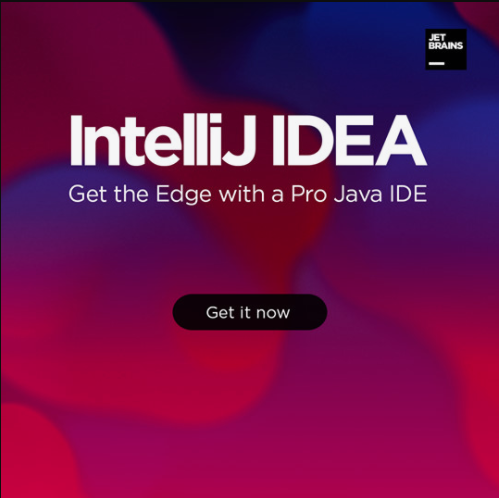 JET
BRAINS
IntelliJ IDEA
Get the Edge with a Pro Java IDE
Get it now